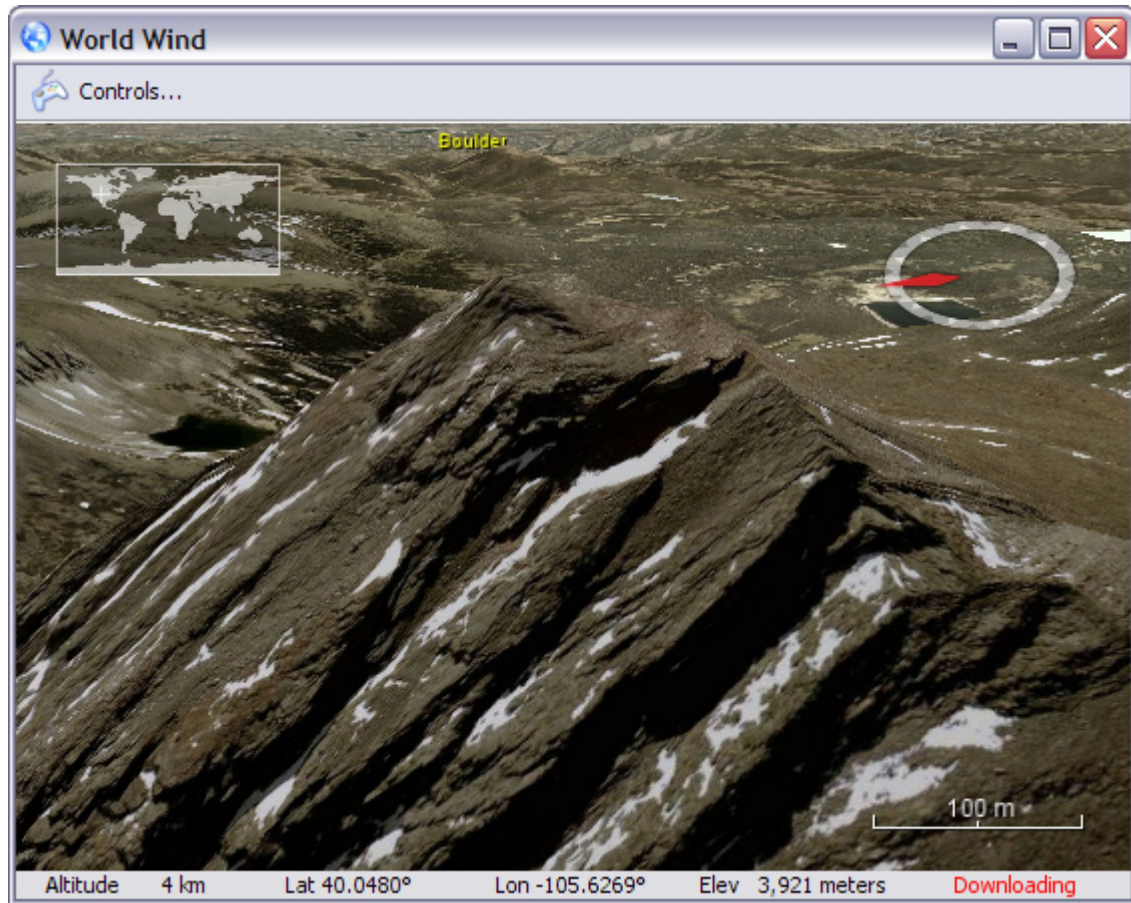 World Wind
Controls...
Boulder
100 m
Altitude 4 km Lat 40.0480° Lon -105.6269° Elev 3,921 meters Downloading